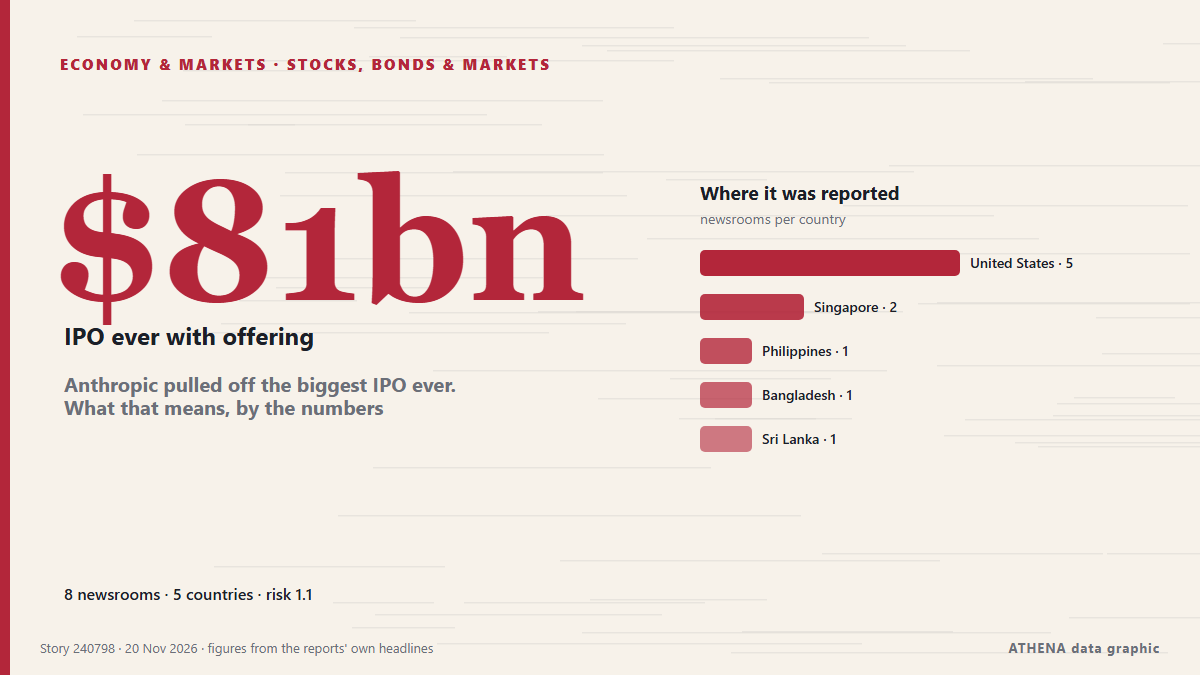 ECONOMY & MARKETS · STOCKS, BONDS & MARKETS
$81bn
IPO ever with offering
Anthropic pulled off the biggest IPO ever.
What that means, by the numbers
Where it was reported
newsrooms per country
United States · 5
Singapore · 2
Philippines · 1
Bangladesh · 1
Sri Lanka · 1
8 newsrooms · 5 countries · risk 1.1
Story 240798 · 20 Nov 2026 · figures from the reports' own headlines
ATHENA data graphic